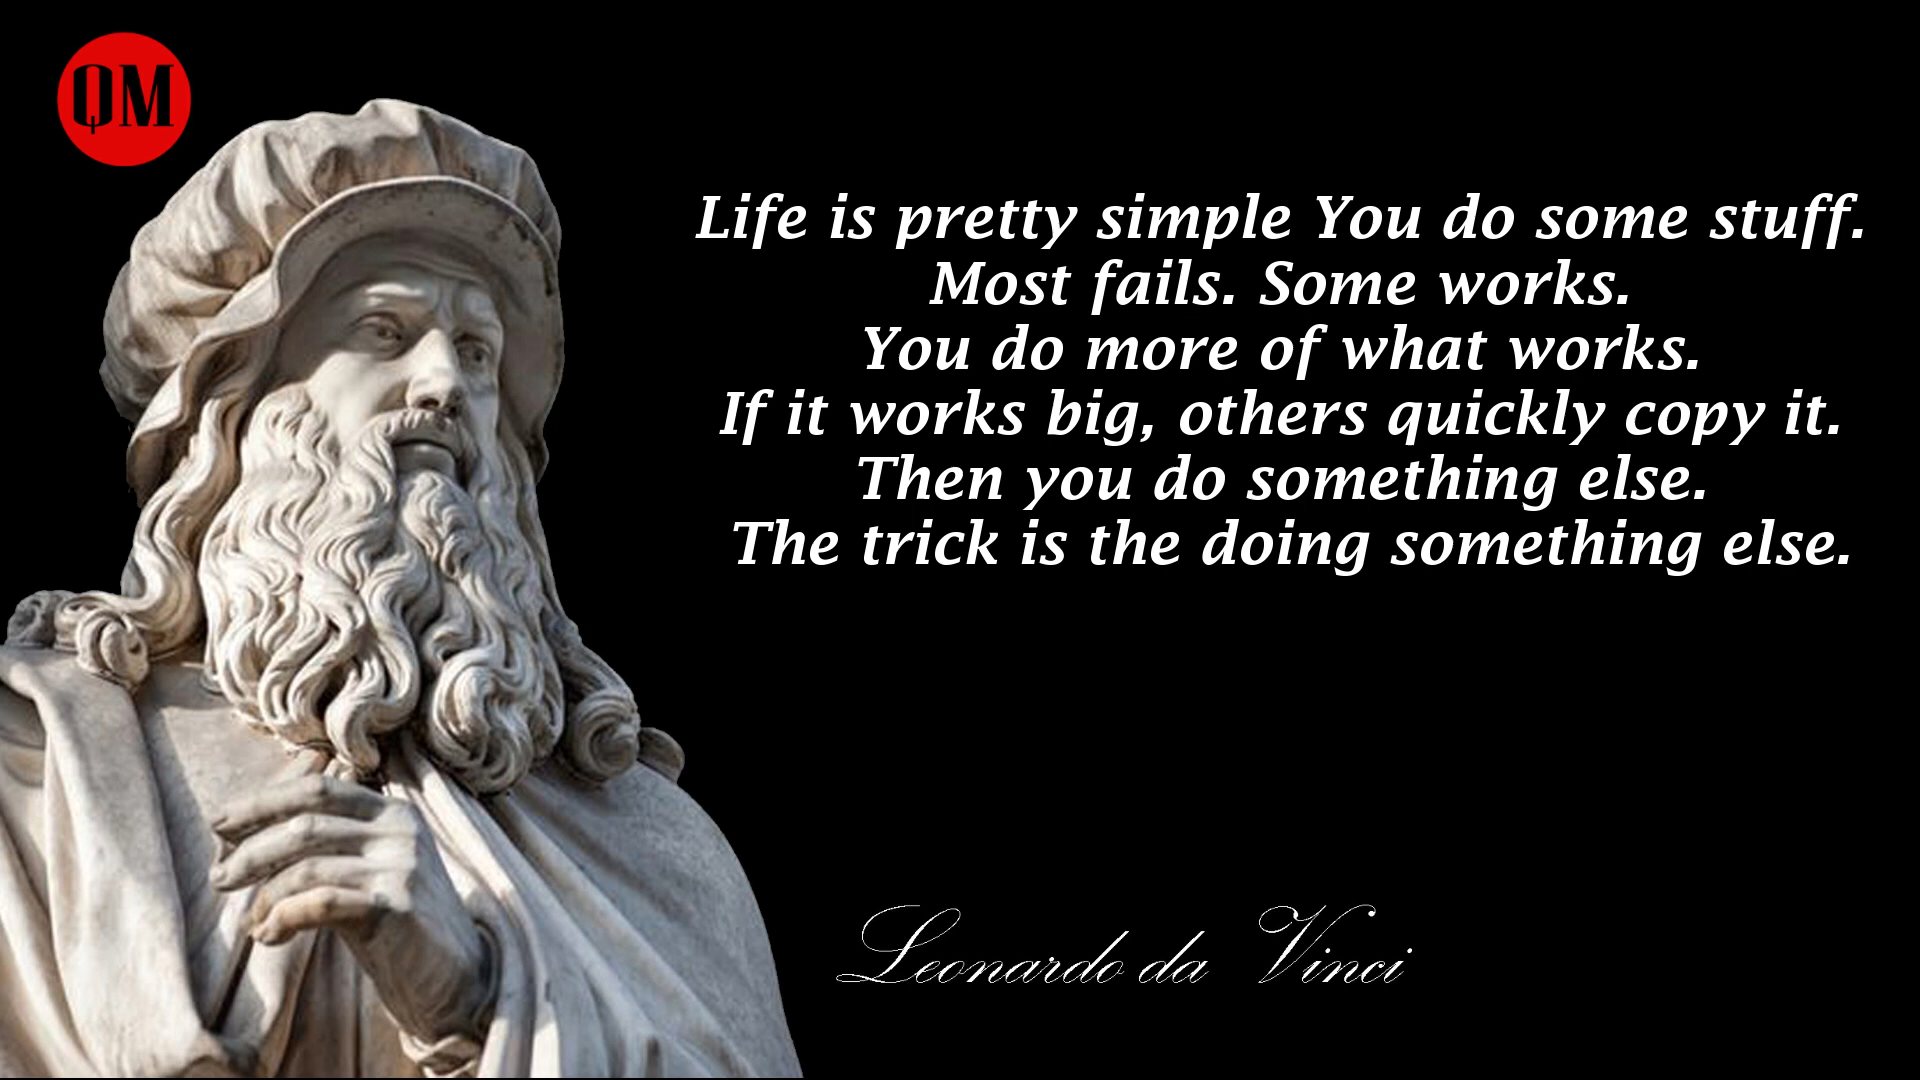 QM
Life is pretty simple You do some stuff.
Most fails. Some works.
You do more of what works.
If it works big, others quickly copy it.
Then you do something else.
The trick is the doing something else.
Leonardo da Vinci